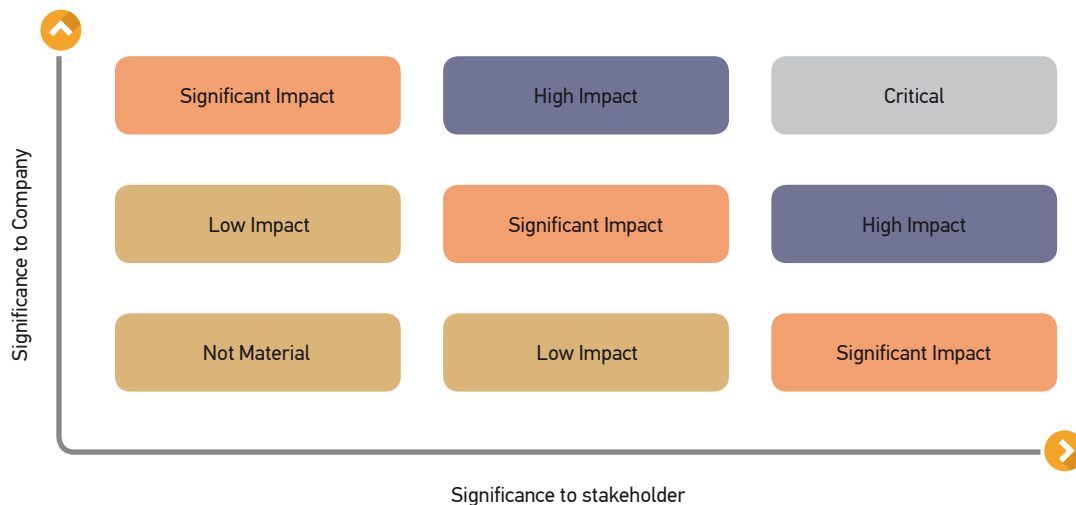 Significance to Company
Significant Impact
High Impact
Critical
Low Impact
Significant Impact
High Impact
Not Material
Low Impact
Significant Impact
Significance to stakeholder